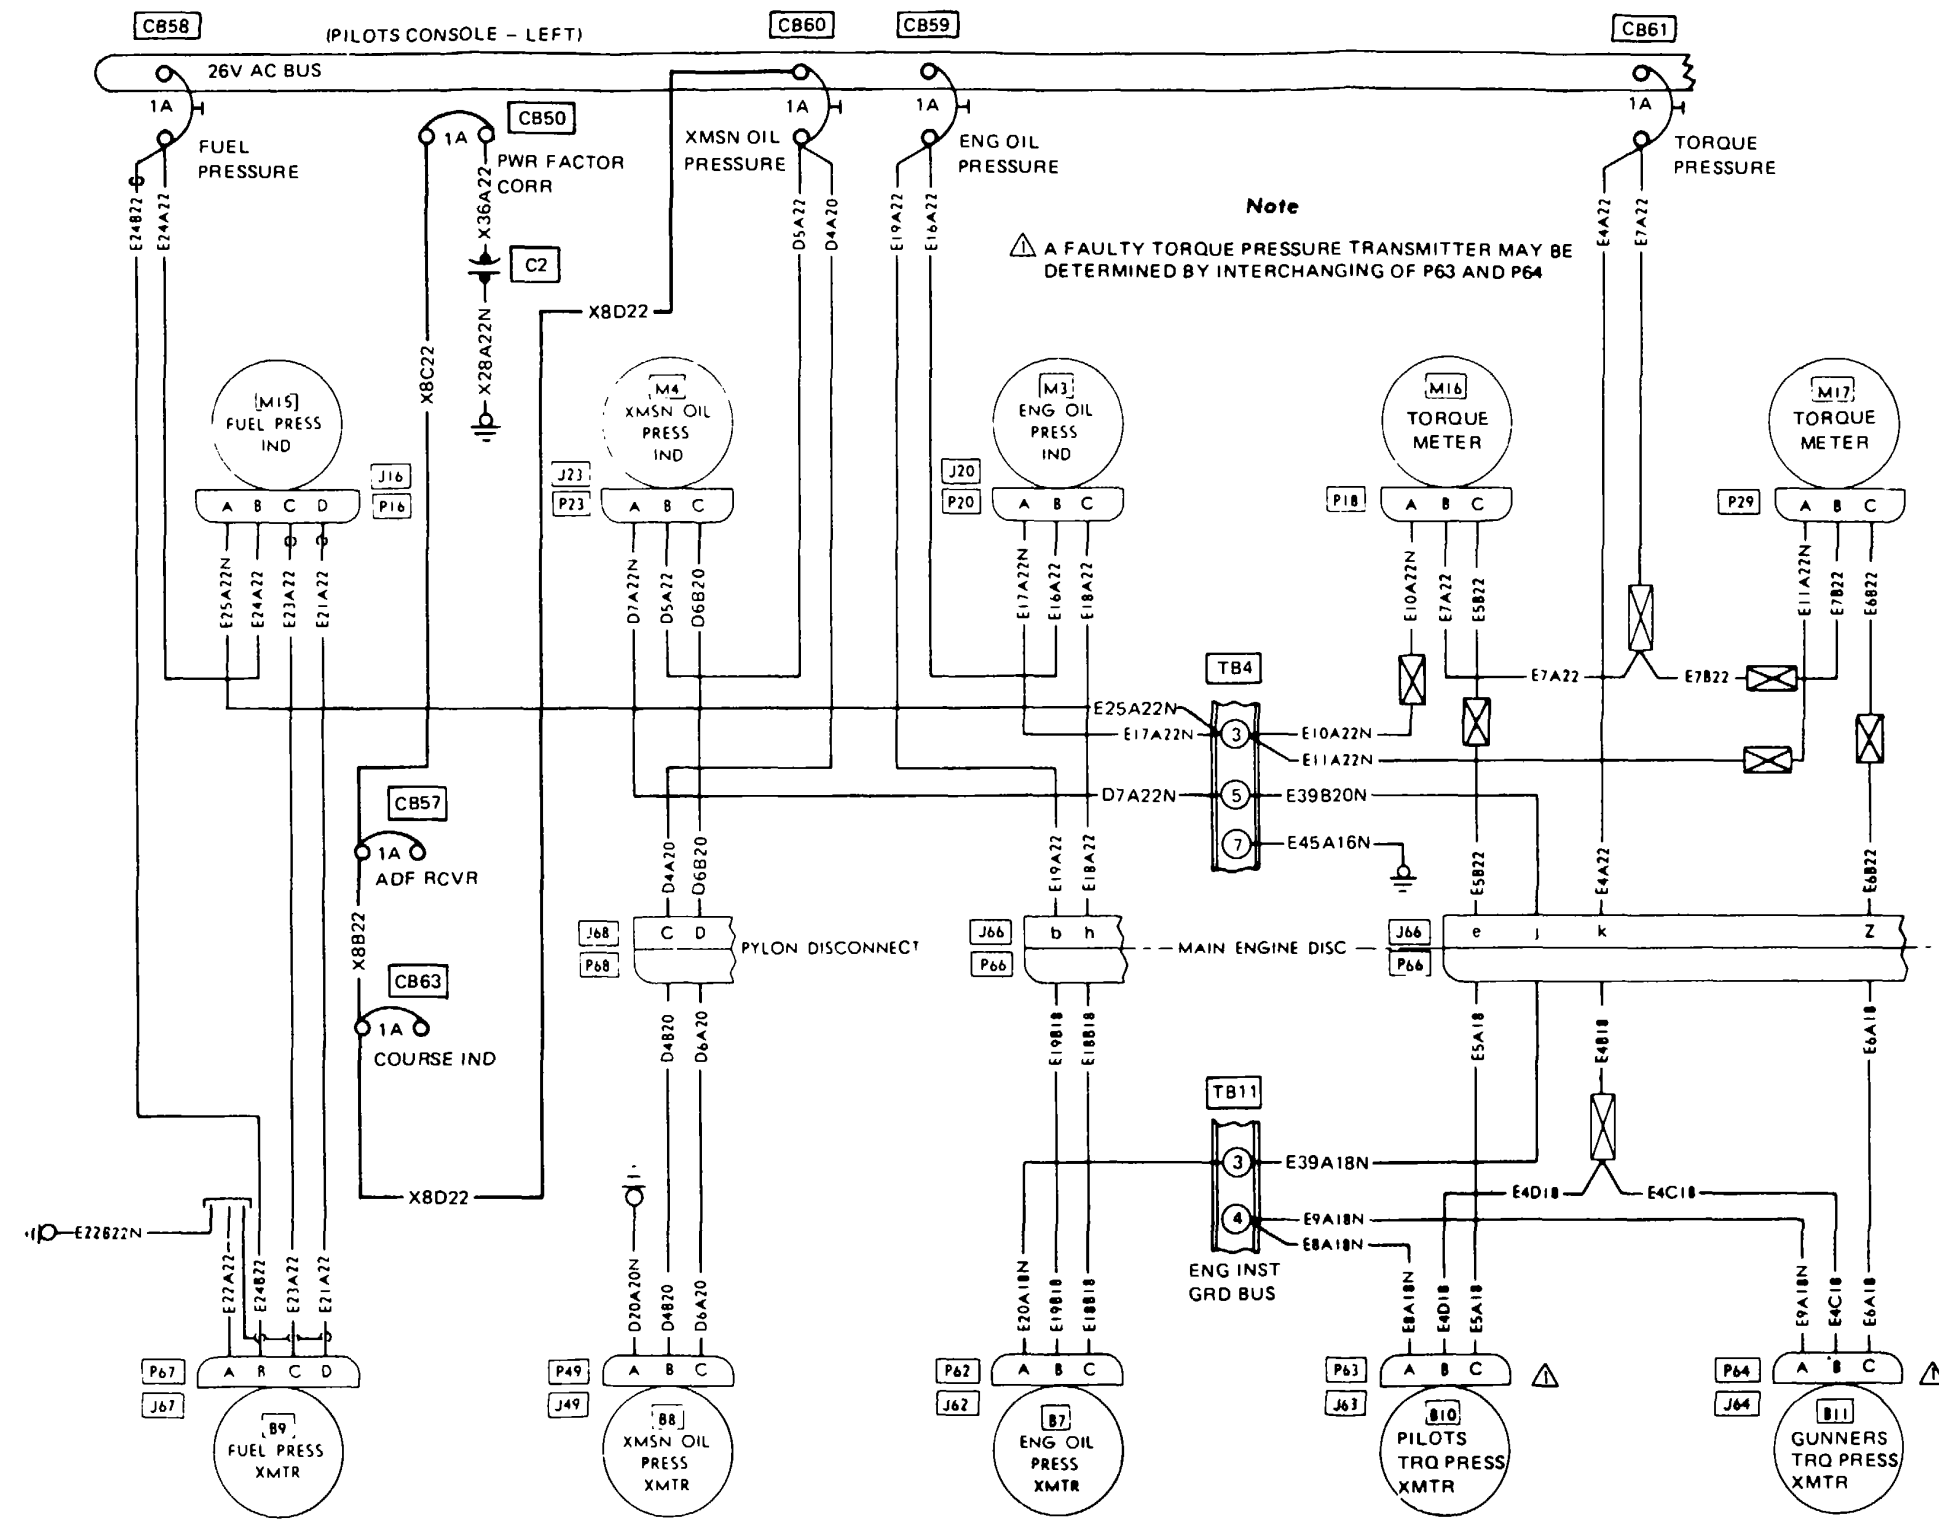 CB58
(PILOTS CONSOLE – LEFT)
CB60
CB59
CB61
26V AC BUS
1A
1A
1A
1A
FUEL
PRESSURE
1A
CB50
PWR FACTOR
CORR
XMSN OIL
PRESSURE
ENG OIL
PRESSURE
TORQUE
PRESSURE
E24B22
E24A22
X36A22
D5A22
D4A20
E19A22
E16A22
E4A22
E7A22
Note
1 A FAULTY TORQUE PRESSURE TRANSMITTER MAY BE
DETERMINED BY INTERCHANGING OF P63 AND P64
C2
X8D22
X8C22
X28A22N
M15
FUEL PRESS
IND
M4
XMSN OIL
PRESS
IND
M3
ENG OIL
PRESS
IND
M16
TORQUE
METER
M17
TORQUE
METER
J16
P16
J23
P23
J20
P20
P18
P29
A B C D
A B C
A B C
A B C
A B C
E25A22N
E24A22
E23A22
E21A22
D7A22N
D5A22
D6B20
E17A22N
E16A22
E18A22
E10A22N
E7A22
E5B22
E11A22N
E7B22
E6B22
TB4
E7A22
E7B22
E25A22N
E17A22N
3
E10A22N
E11A22N
D7A22N
5
E39B20N
7
E45A16N
CB57
1A
ADF RCVR
X8B22
CB63
1A
COURSE IND
D4A20
D6B20
E19A22
E18A22
E5B22
E4A22
E6B22
J68
P68
C D
PYLON DISCONNECT
J66
P66
b h
MAIN ENGINE DISC
J66
P66
e j k Z
D4B20
D6A20
E19B18
E18B18
E5A18
E4B18
E6A18
TB11
3
E39A18N
4
E9A18N
E8A18N
E4D18
E4C18
ENG INST
GRD BUS
X8D22
E22B22N
E22A22
E24B22
E23A22
E21A22
D20A20N
D4B20
D6A20
E20A18N
E19B18
E18B18
E8A18N
E4D18
E5A18
E9A18N
E4C18
E6A18
P67
J67
A B C D
P49
J49
A B C
P62
J62
A B C
P63
J63
A B C
1
P64
J64
A B C
1
B9
FUEL PRESS
XMTR
B8
XMSN OIL
PRESS
XMTR
B7
ENG OIL
PRESS
XMTR
B10
PILOTS
TRQ PRESS
XMTR
B11
GUNNERS
TRQ PRESS
XMTR